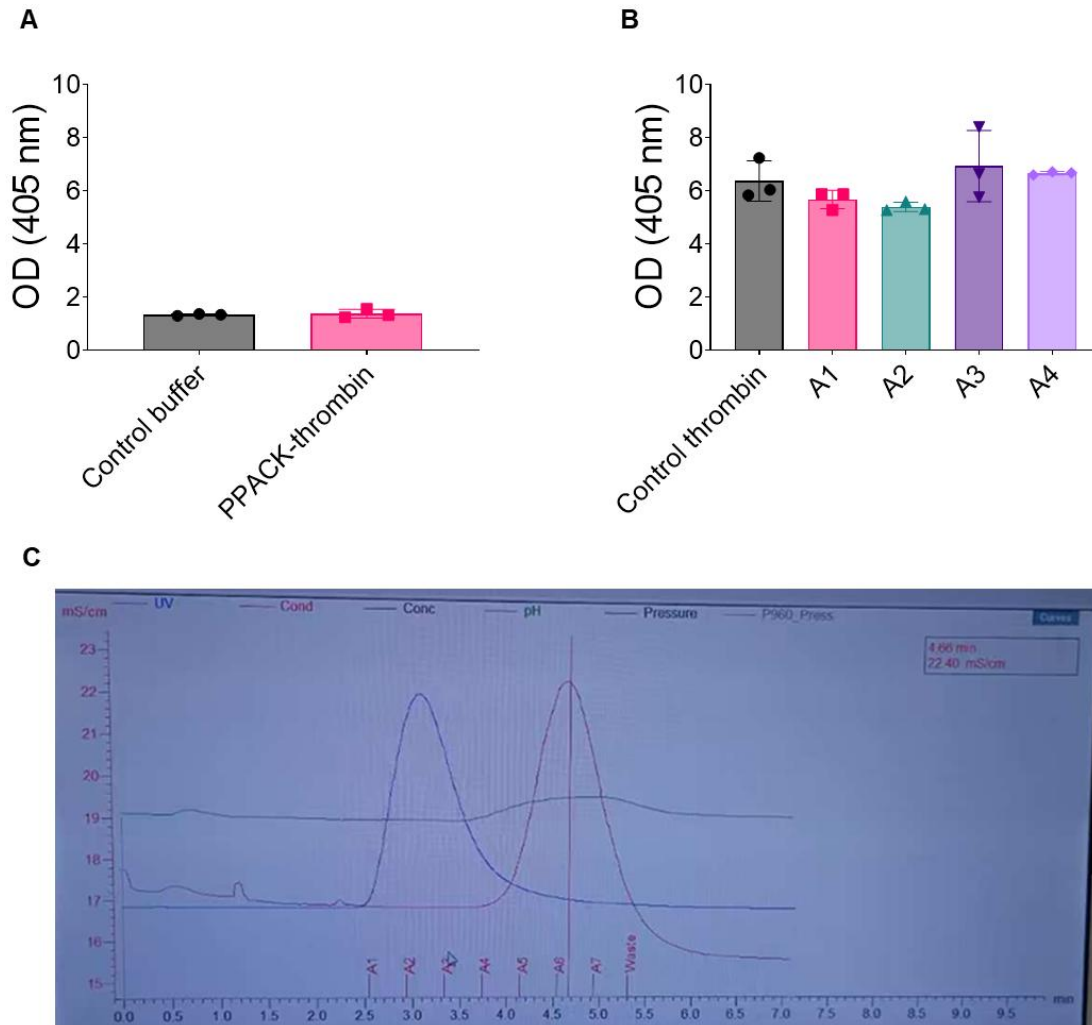 A
B
10
8
6
4
2
0
OD (405 nm)
Control buffer
PPACK-thrombin
10
8
6
4
2
0
OD (405 nm)
Control thrombin
A1
A2
A3
A4
C
mS/cm
UV
Cond
Conc
pH
Pressure
P960_Press
Curves
4.66 min
22.40 mS/cm
23
22
21
20
19
18
17
16
15
A1
A2
A3
A4
A5
A6
A7
Waste
0.0 0.5 1.0 1.5 2.0 2.5 3.0 3.5 4.0 4.5 5.0 5.5 6.0 6.5 7.0 7.5 8.0 8.5 9.0 9.5 min